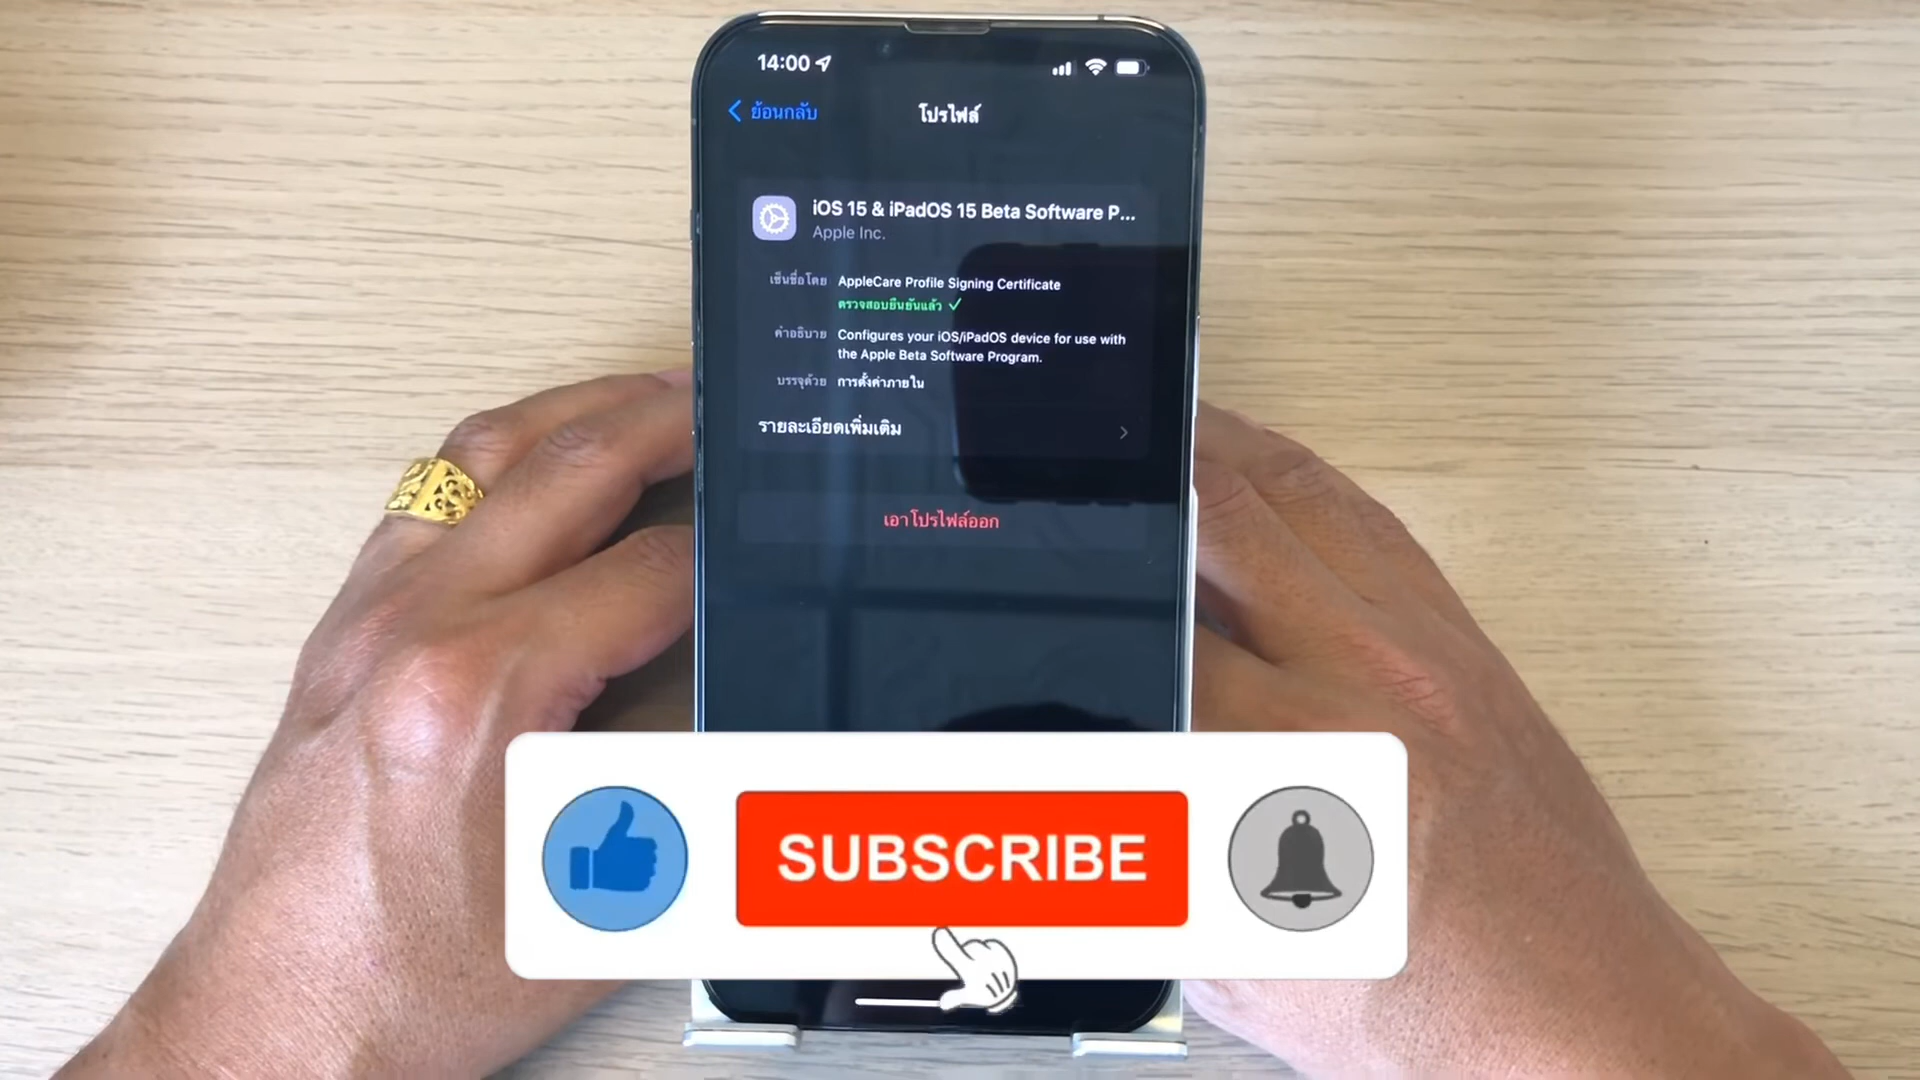 14:00
ย้อนกลับ
โปรไฟล์
iOS 15 & iPadOS 15 Beta Software P...
Apple Inc.
เซ็นชื่อโดย AppleCare Profile Signing Certificate
ตรวจสอบยืนยันแล้ว ✓
คำอธิบาย Configures your iOS/iPadOS device for use with
the Apple Beta Software Program.
บรรจุด้วย การตั้งค่าภายใน
รายละเอียดเพิ่มเติม
เอาโปรไฟล์ออก
SUBSCRIBE